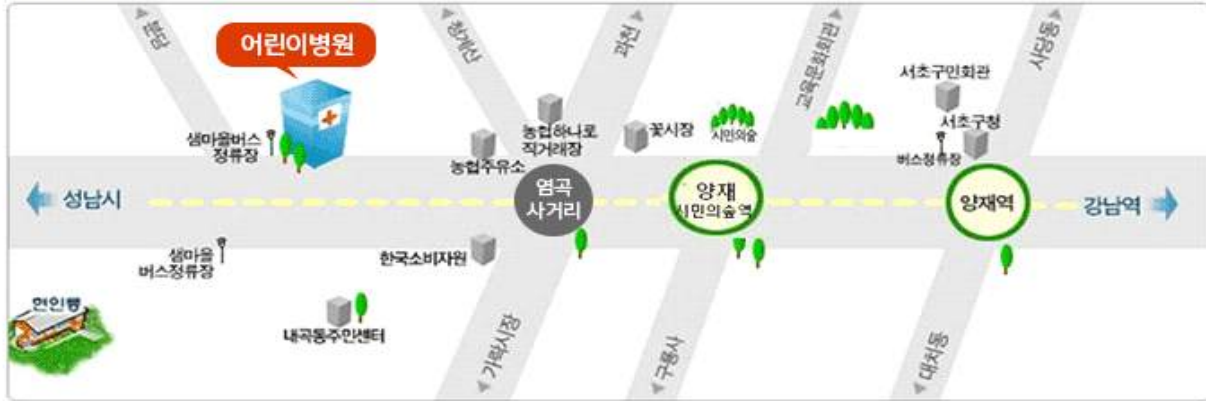 분당
청계산
과천
교육문화회관
사당동
어린이병원
샘마을버스
정류장
농협주유소
농협하나로
직거래장
꽃시장
시민의숲
서초구민회관
서초구청
버스정류장
성남시
염곡
사거리
양재
시민의숲역
양재역
강남역
샘마을
버스정류장
한국소비자원
헌인릉
내곡동주민센터
가락시장
구룡사
대치동